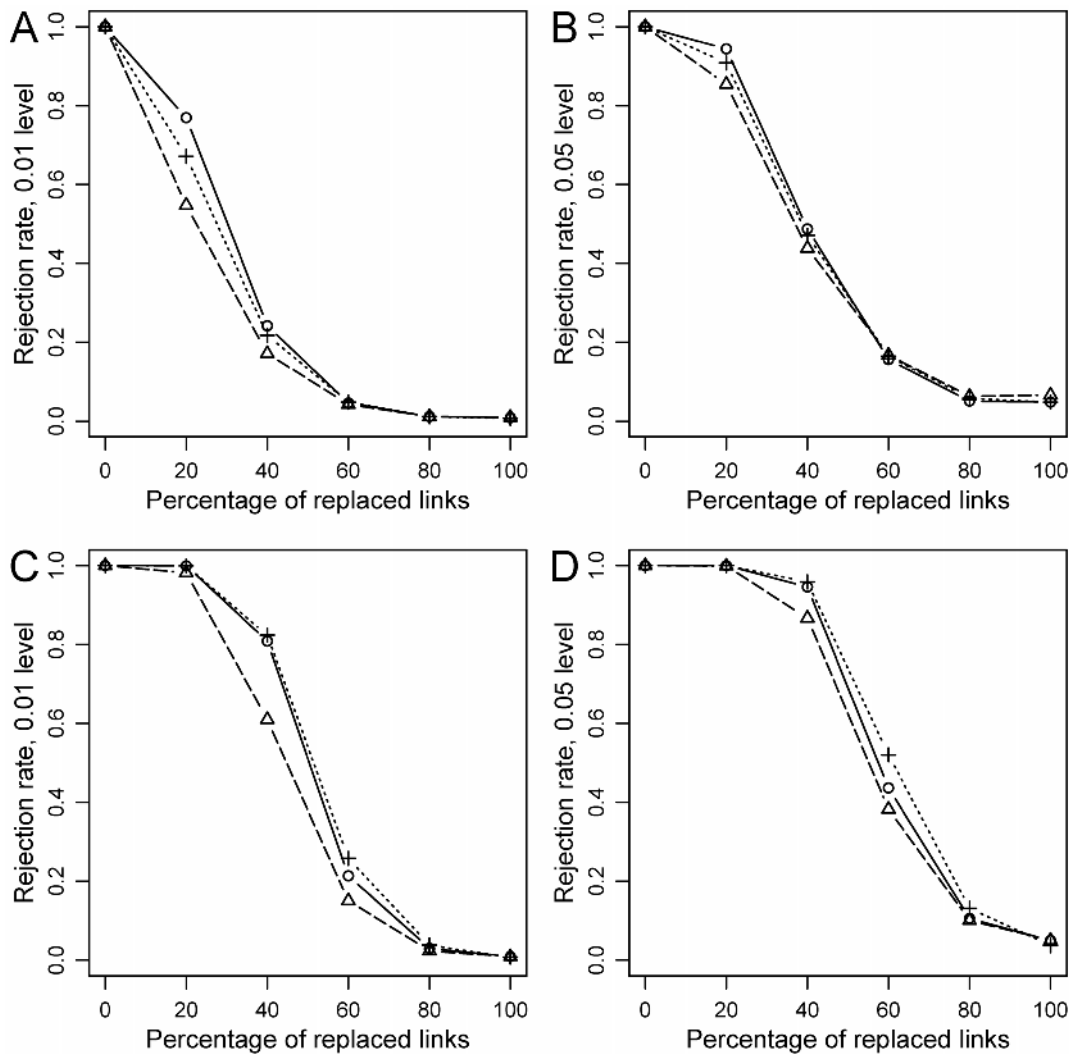 A
Rejection rate, 0.01 level
1.0
0.8
0.6
0.4
0.2
0.0
0 20 40 60 80 100
Percentage of replaced links
B
Rejection rate, 0.05 level
1.0
0.8
0.6
0.4
0.2
0.0
0 20 40 60 80 100
Percentage of replaced links
C
Rejection rate, 0.01 level
1.0
0.8
0.6
0.4
0.2
0.0
0 20 40 60 80 100
Percentage of replaced links
D
Rejection rate, 0.05 level
1.0
0.8
0.6
0.4
0.2
0.0
0 20 40 60 80 100
Percentage of replaced links